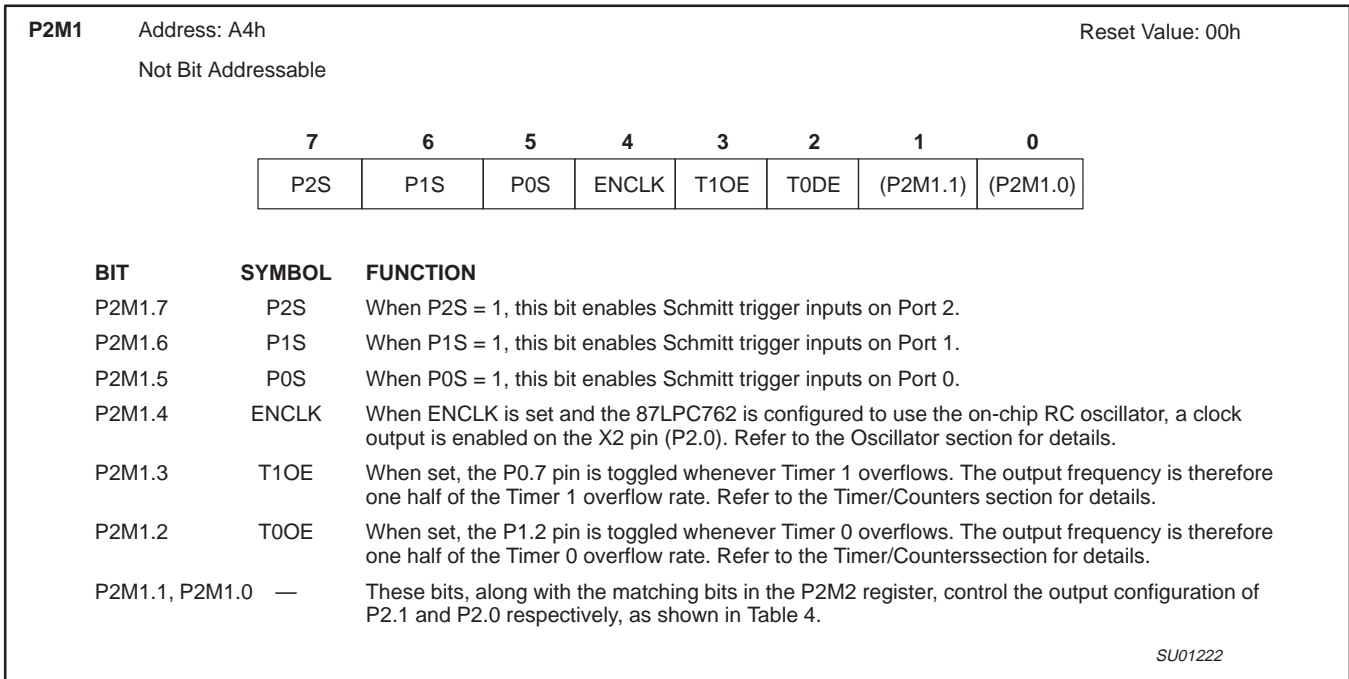 P2M1 Address: A4h Reset Value: 00h
Not Bit Addressable
7 6 5 4 3 2 1 0
P2S P1S P0S ENCLK T1OE T0DE (P2M1.1) (P2M1.0)
BIT SYMBOL FUNCTION
P2M1.7 P2S When P2S = 1, this bit enables Schmitt trigger inputs on Port 2.
P2M1.6 P1S When P1S = 1, this bit enables Schmitt trigger inputs on Port 1.
P2M1.5 P0S When P0S = 1, this bit enables Schmitt trigger inputs on Port 0.
P2M1.4 ENCLK When ENCLK is set and the 87LPC762 is configured to use the on-chip RC oscillator, a clock
output is enabled on the X2 pin (P2.0). Refer to the Oscillator section for details.
P2M1.3 T1OE When set, the P0.7 pin is toggled whenever Timer 1 overflows. The output frequency is therefore
one half of the Timer 1 overflow rate. Refer to the Timer/Counters section for details.
P2M1.2 T0OE When set, the P1.2 pin is toggled whenever Timer 0 overflows. The output frequency is therefore
one half of the Timer 0 overflow rate. Refer to the Timer/Counterssection for details.
P2M1.1, P2M1.0 — These bits, along with the matching bits in the P2M2 register, control the output configuration of
P2.1 and P2.0 respectively, as shown in Table 4.
SU01222